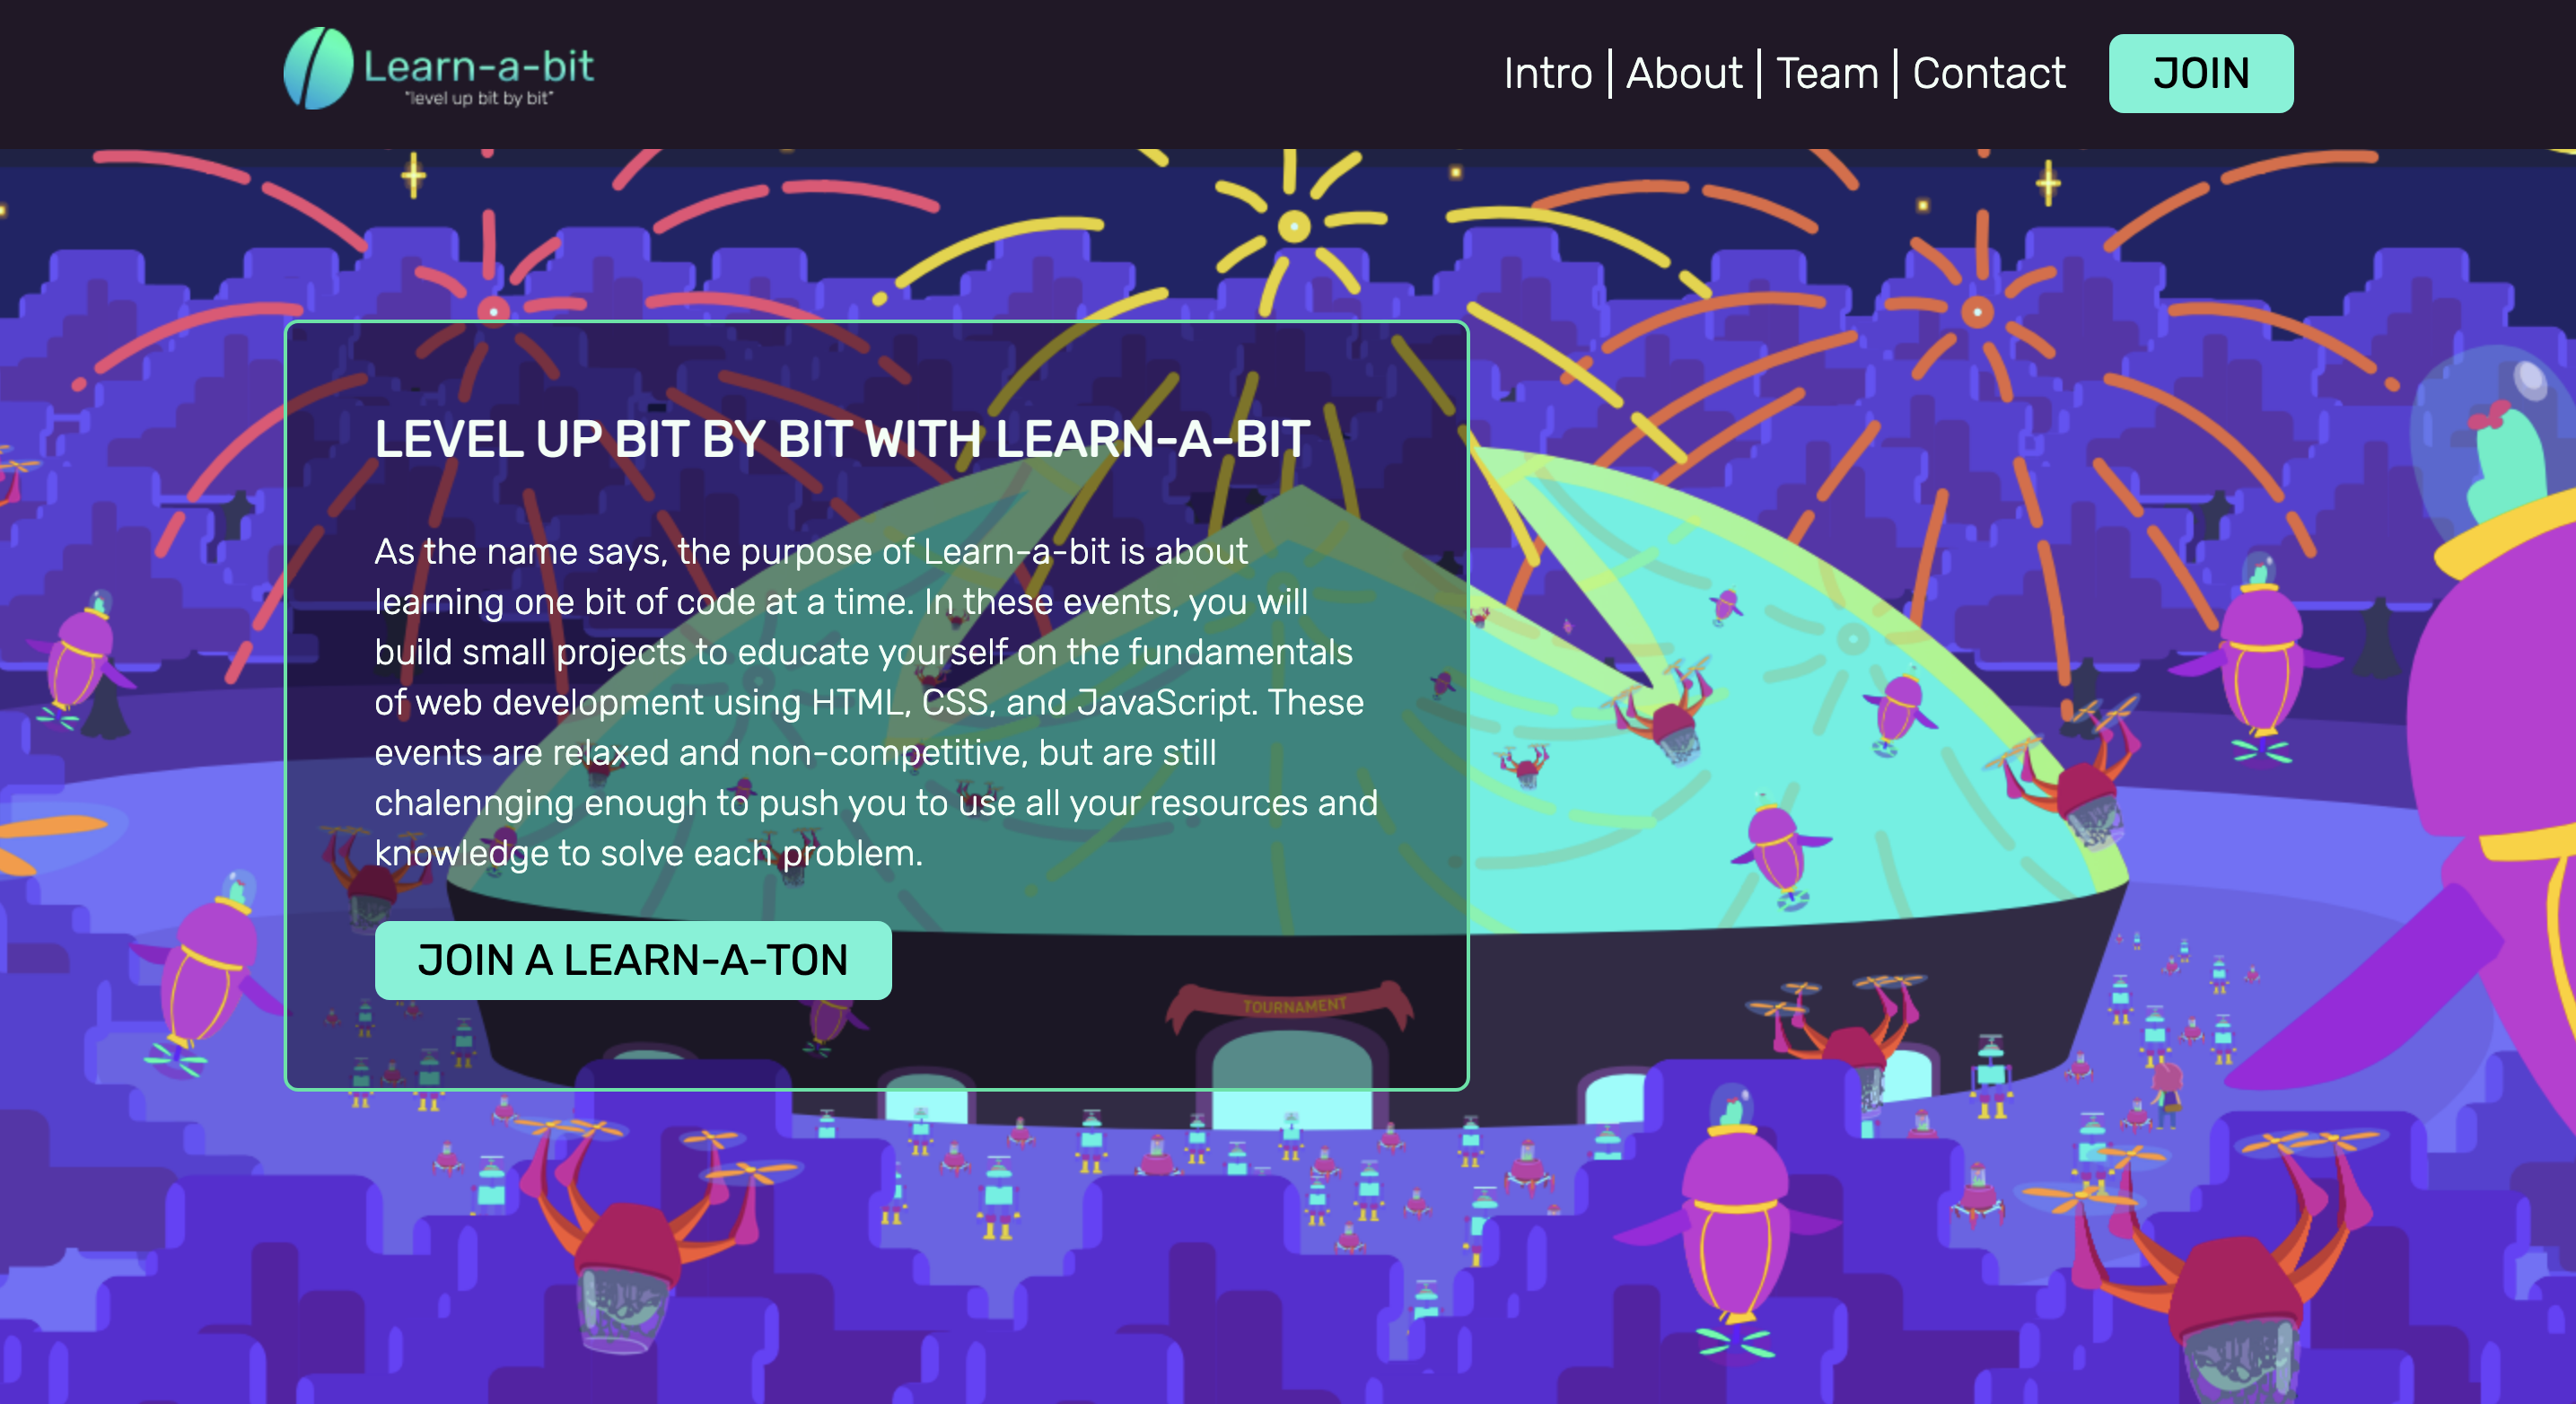 Learn-a-bit
"level up bit by bit"
Intro | About | Team | Contact
JOIN
LEVEL UP BIT BY BIT WITH LEARN-A-BIT
As the name says, the purpose of Learn-a-bit is about
learning one bit of code at a time. In these events, you will
build small projects to educate yourself on the fundamentals
of web development using HTML, CSS, and JavaScript. These
events are relaxed and non-competitive, but are still
chalennging enough to push you to use all your resources and
knowledge to solve each problem.
JOIN A LEARN-A-TON
TOURNAMENT